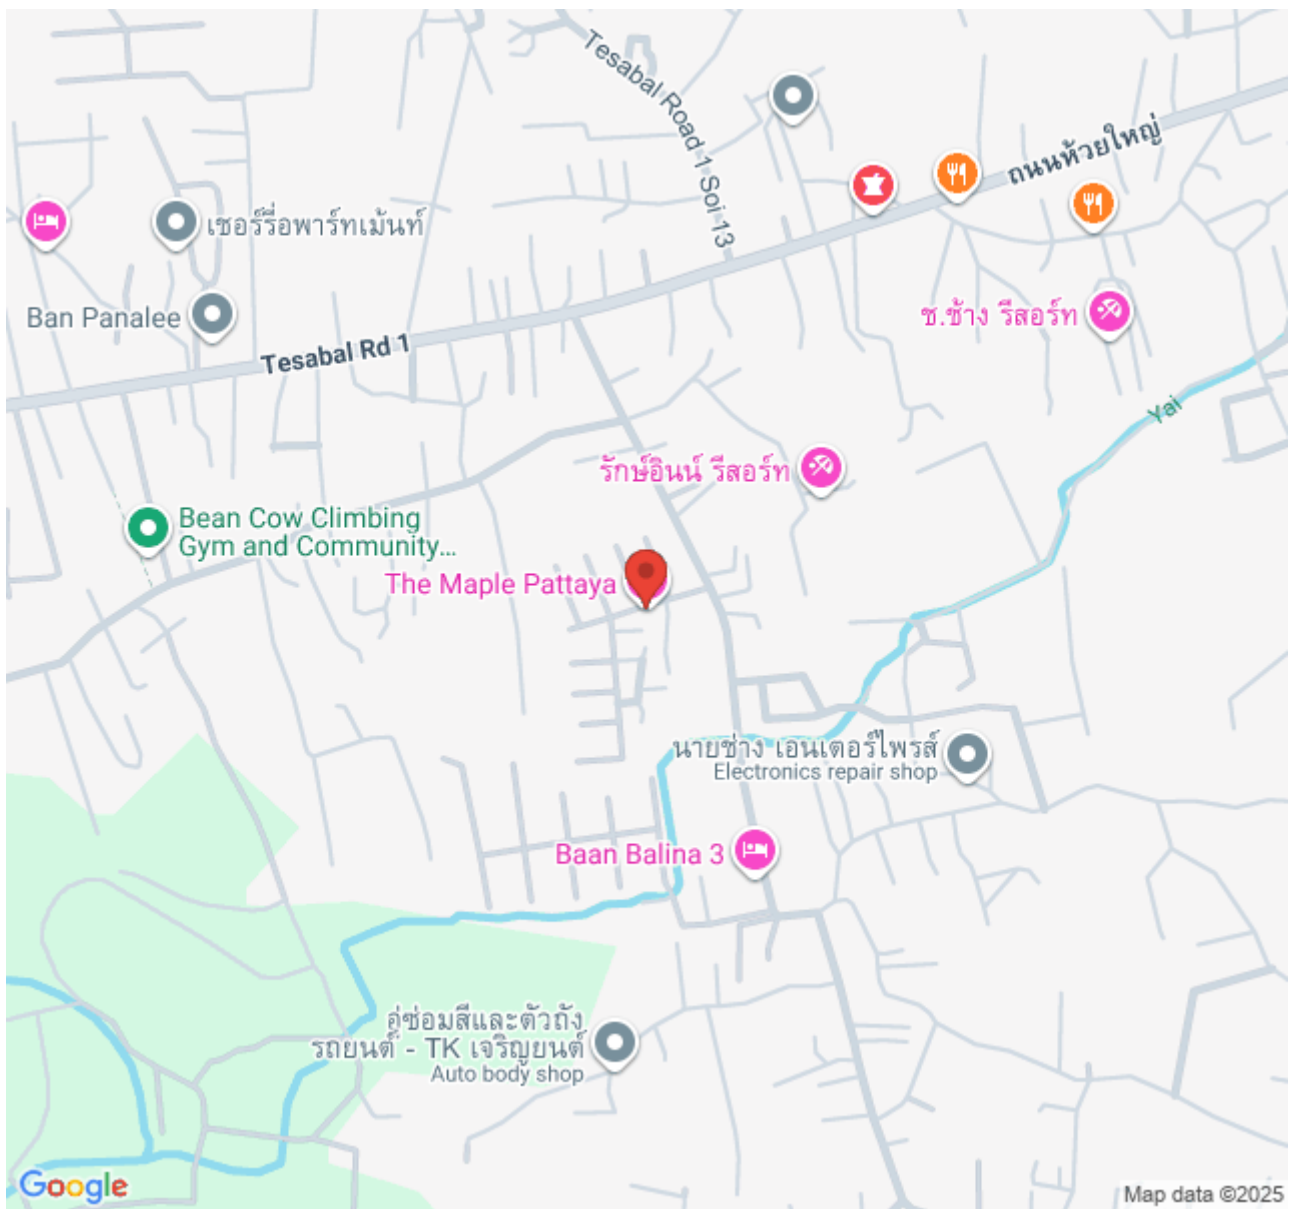 Tesabal Road 1 Soi 13
ถนนห้วยใหญ่
เชอร์รี่อพาร์ทเม้นท์
Ban Panalee
ช.ช้าง รีสอร์ท
Tesabal Rd 1
Yai
รักษ์อินน์ รีสอร์ท
Bean Cow Climbing
Gym and Community...
The Maple Pattaya
นายช่าง เอนเตอร์ไพรส์
Electronics repair shop
Baan Balina 3
อู่ซ่อมสีและตัวถัง
รถยนต์ - TK เจริญยนต์
Auto body shop
Google
Map data ©2025